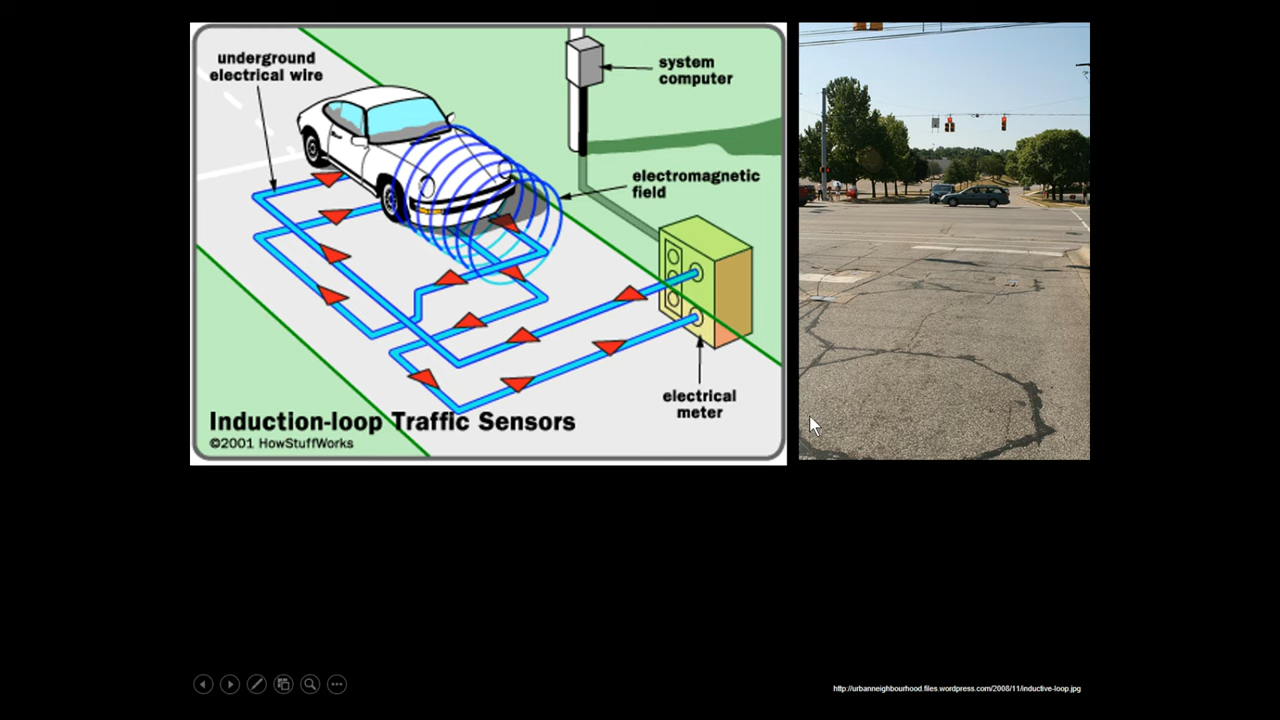 underground
electrical wire
system
computer
electromagnetic
field
electrical
meter
Induction-loop Traffic Sensors
©2001 HowStuffWorks
http://urbanneighbourhood.files.wordpress.com/2008/11/inductive-loop.jpg